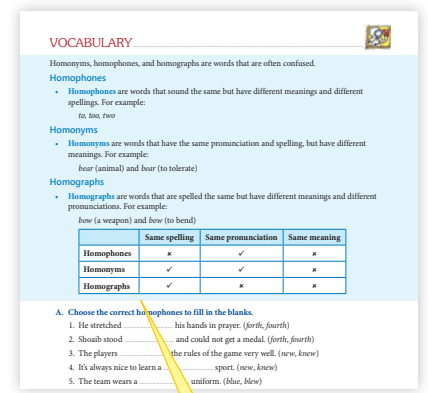 VOCABULARY
Homonyms, homophones, and homographs are words that are often confused.
Homophones
• Homophones are words that sound the same but have different meanings and different
spellings. For example:
to, too, two
Homonyms
• Homonyms are words that have the same pronunciation and spelling, but have different
meanings. For example:
bear (animal) and bear (to tolerate)
Homographs
• Homographs are words that are spelled the same but have different meanings and different
pronunciations. For example:
bow (a weapon) and bow (to bend)
Same spelling Same pronunciation Same meaning
Homophones × ✓ ×
Homonyms ✓ ✓ ×
Homographs ✓ × ×
A. Choose the correct homophones to fill in the blanks.
1. He stretched ........................ his hands in prayer. (forth, fourth)
2. Shoaib stood ........................ and could not get a medal. (forth, fourth)
3. The players ........................ the rules of the game very well. (new, knew)
4. It's always nice to learn a ........................ sport. (new, knew)
5. The team wears a ........................ uniform. (blue, blew)